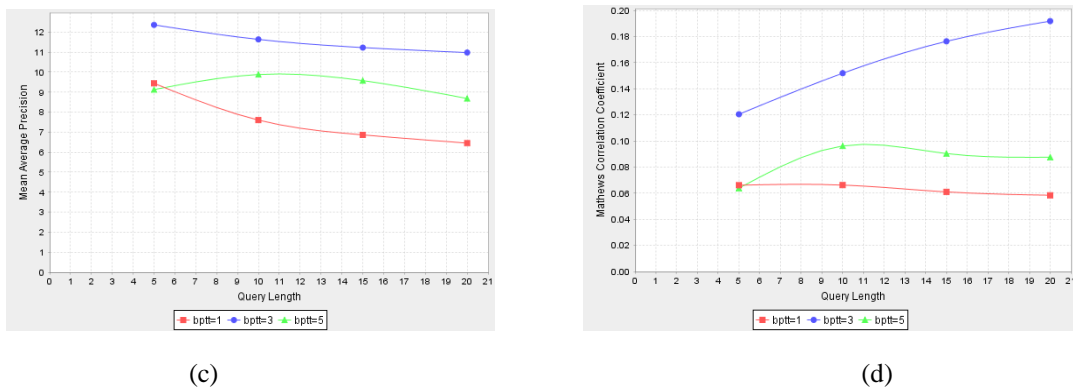 Mean Average Precision
12
11
10
9
8
7
6
5
4
3
2
1
0
0 1 2 3 4 5 6 7 8 9 10 11 12 13 14 15 16 17 18 19 20 21
Query Length
bptt=1 bptt=3 bptt=5
(c)
Mathews Correlation Coefficient
0.20
0.18
0.16
0.14
0.12
0.10
0.08
0.06
0.04
0.02
0.00
0 1 2 3 4 5 6 7 8 9 10 11 12 13 14 15 16 17 18 19 20 21
Query Length
bptt=1 bptt=3 bptt=5
(d)